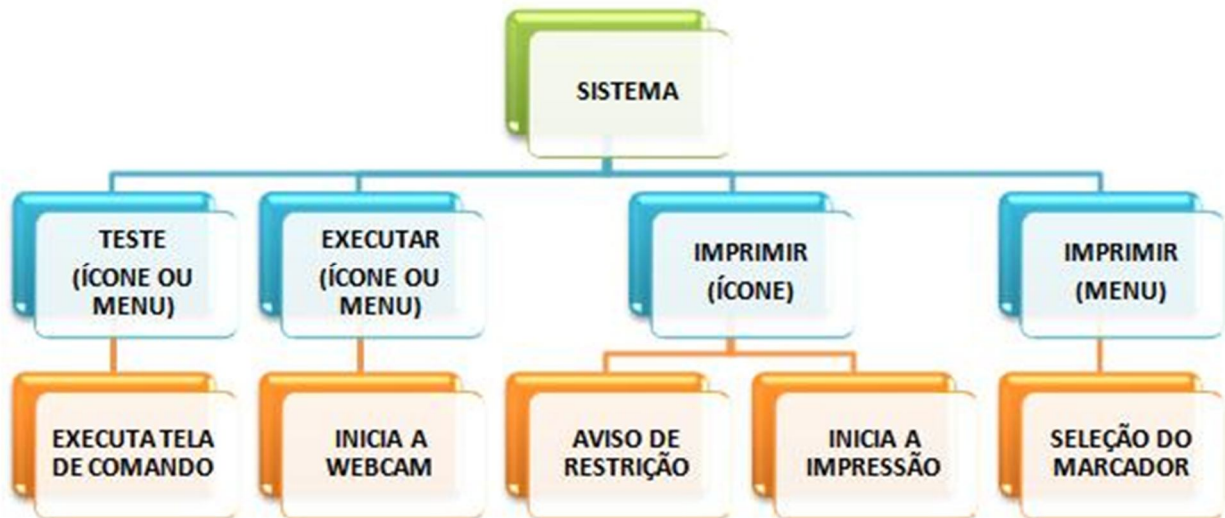 SISTEMA
TESTE
(ÍCONE OU
MENU)
EXECUTAR
(ÍCONE OU
MENU)
IMPRIMIR
(ÍCONE)
IMPRIMIR
(MENU)
EXECUTA TELA
DE COMANDO
INICIA A
WEBCAM
AVISO DE
RESTRIÇÃO
INICIA A
IMPRESSÃO
SELEÇÃO DO
MARCADOR